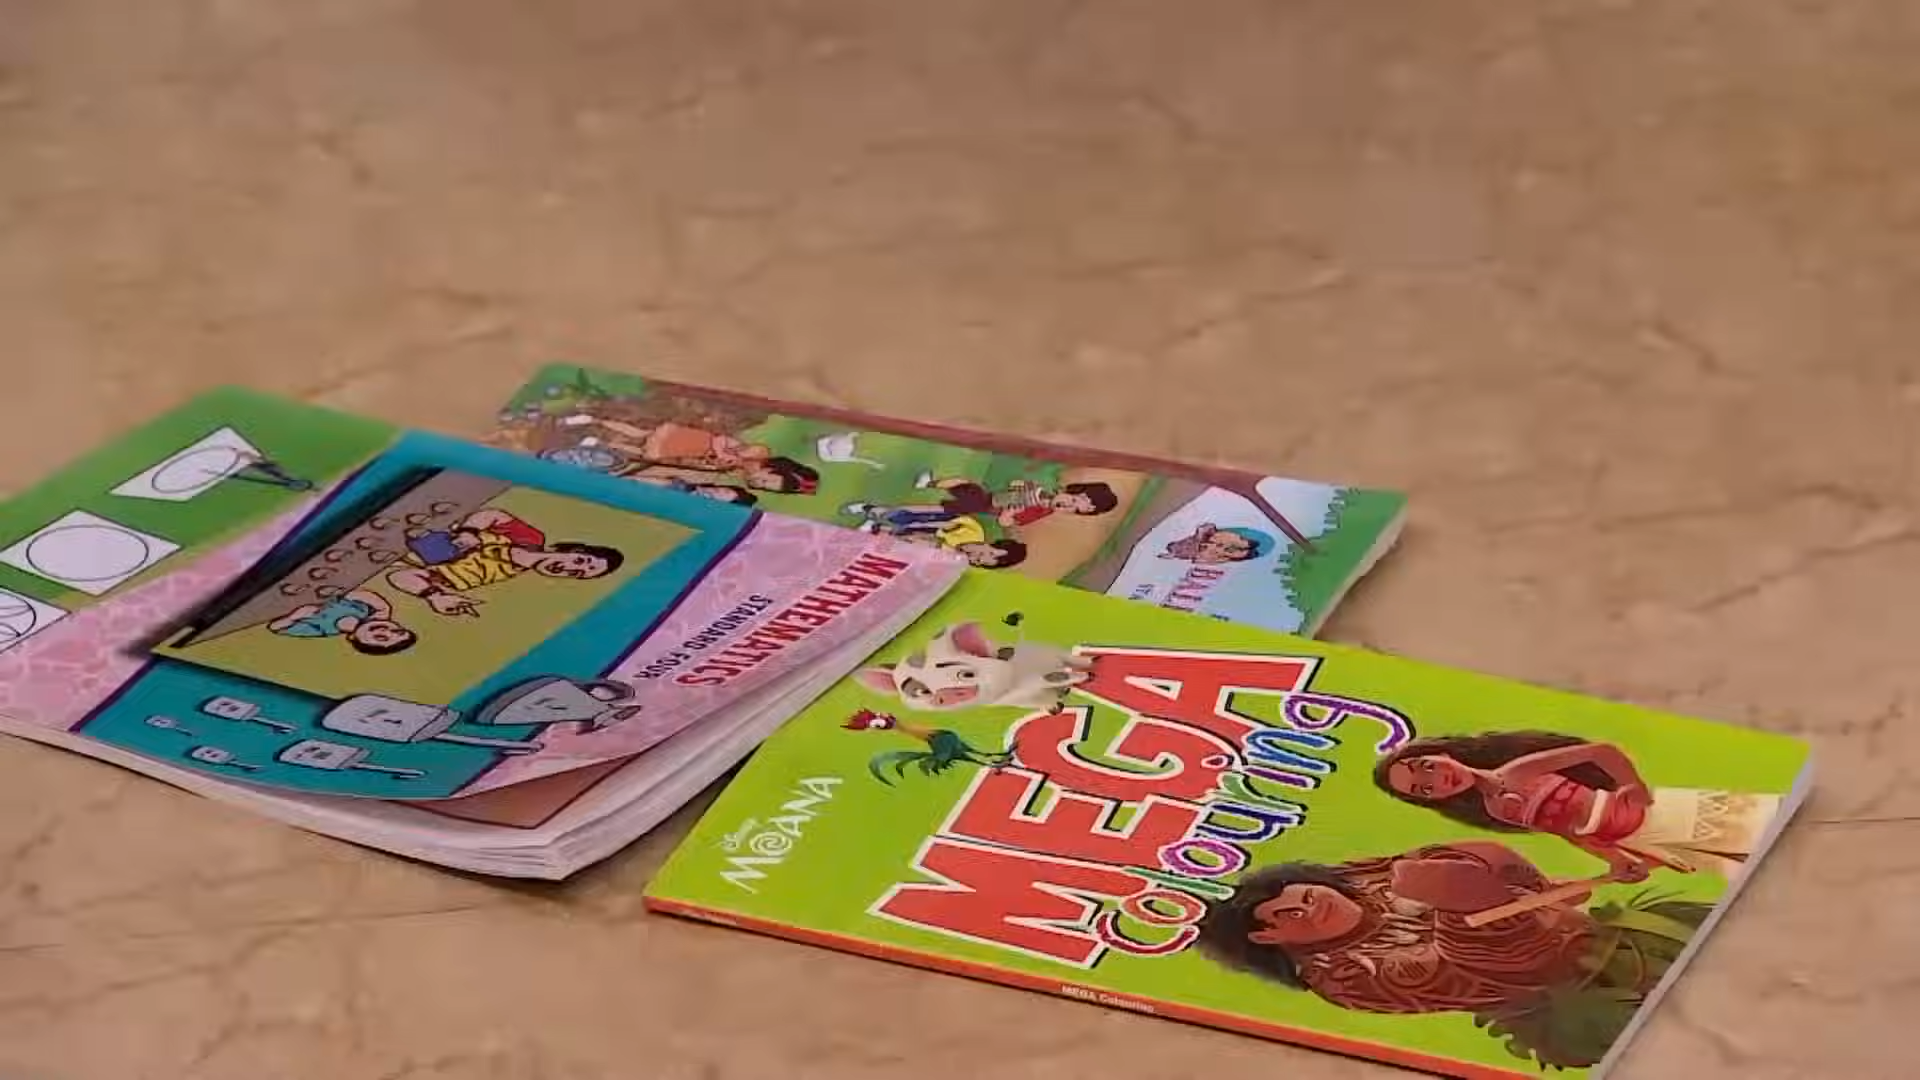 MATHEMATICS
STANDARD FOUR
Disney
MOANA
MEGA
Colouring
MEGA Colouring